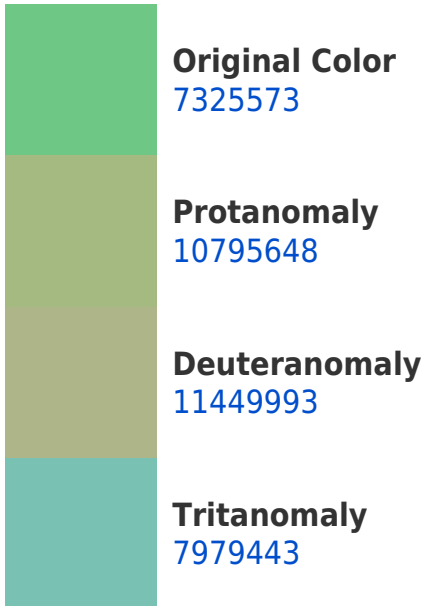 Original Color
7325573
Protanomaly
10795648
Deuteranomaly
11449993
Tritanomaly
7979443